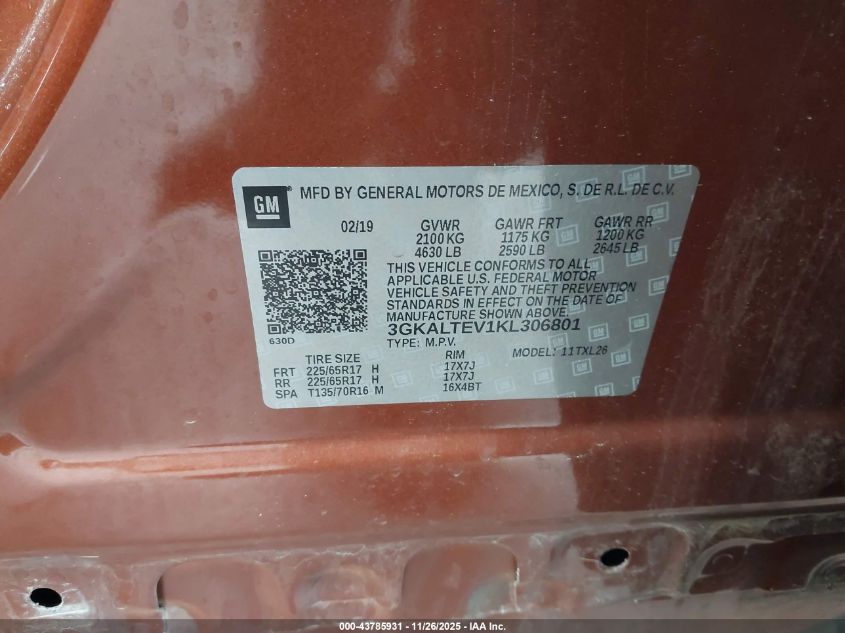 GM ® MFD BY GENERAL MOTORS DE MEXICO, S. DE R.L. DE C.V.
02/19 GVWR GAWR FRT GAWR RR
2100 KG 1175 KG 1200 KG
4630 LB 2590 LB 2645 LB
THIS VEHICLE CONFORMS TO ALL
APPLICABLE U.S. FEDERAL MOTOR
VEHICLE SAFETY AND THEFT PREVENTION
STANDARDS IN EFFECT ON THE DATE OF
MANUFACTURE SHOWN ABOVE.
3GKALTEV1KL306801
630D TYPE: M.P.V. MODEL: 11TXL26
TIRE SIZE RIM
FRT 225/65R17 H 17X7J
RR 225/65R17 H 17X7J
SPA T135/70R16 M 16X4BT
000-43785931 - 11/26/2025 - IAA Inc.